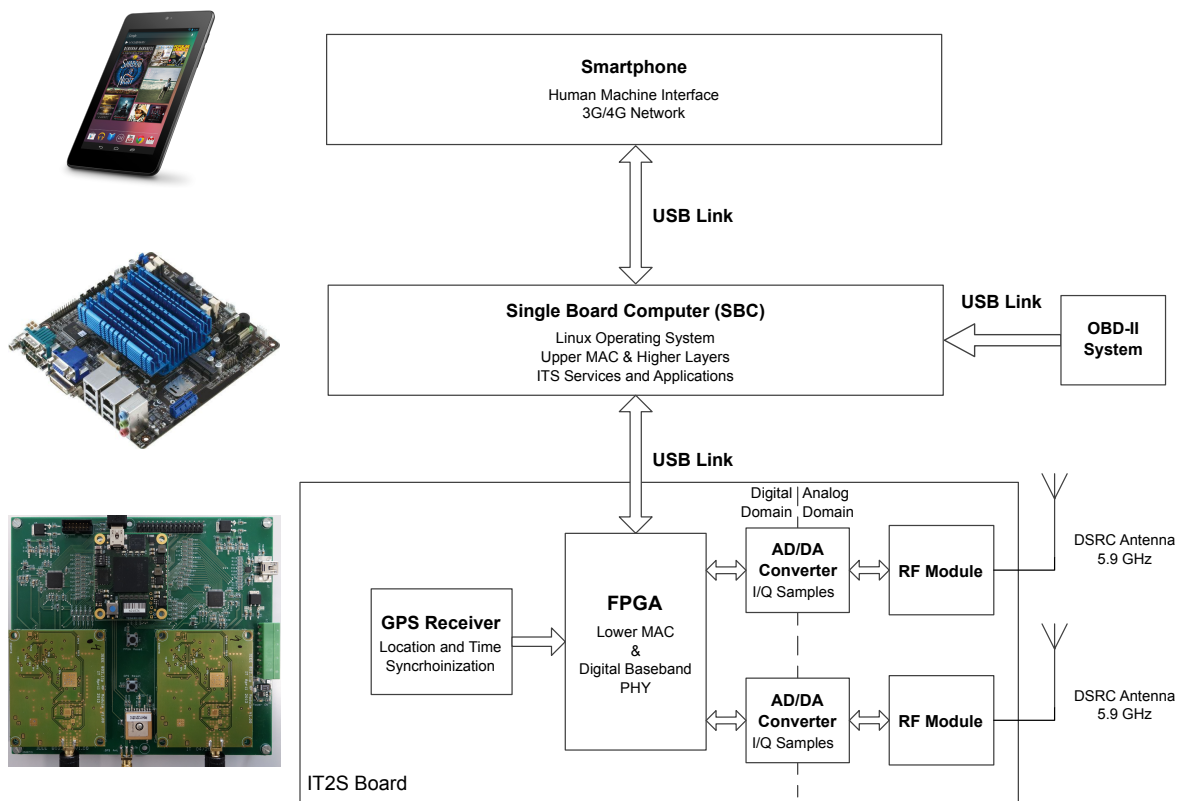 Smartphone
Human Machine Interface
3G/4G Network
USB Link
Single Board Computer (SBC)
Linux Operating System
Upper MAC & Higher Layers
ITS Services and Applications
USB Link
OBD-II
System
USB Link
Digital
Domain
Analog
Domain
GPS Receiver
Location and Time
Syncrhoinization
FPGA
Lower MAC
&
Digital Baseband
PHY
AD/DA
Converter
I/Q Samples
RF Module
DSRC Antenna
5.9 GHz
AD/DA
Converter
I/Q Samples
RF Module
DSRC Antenna
5.9 GHz
IT2S Board
SHADOW
NIGHT